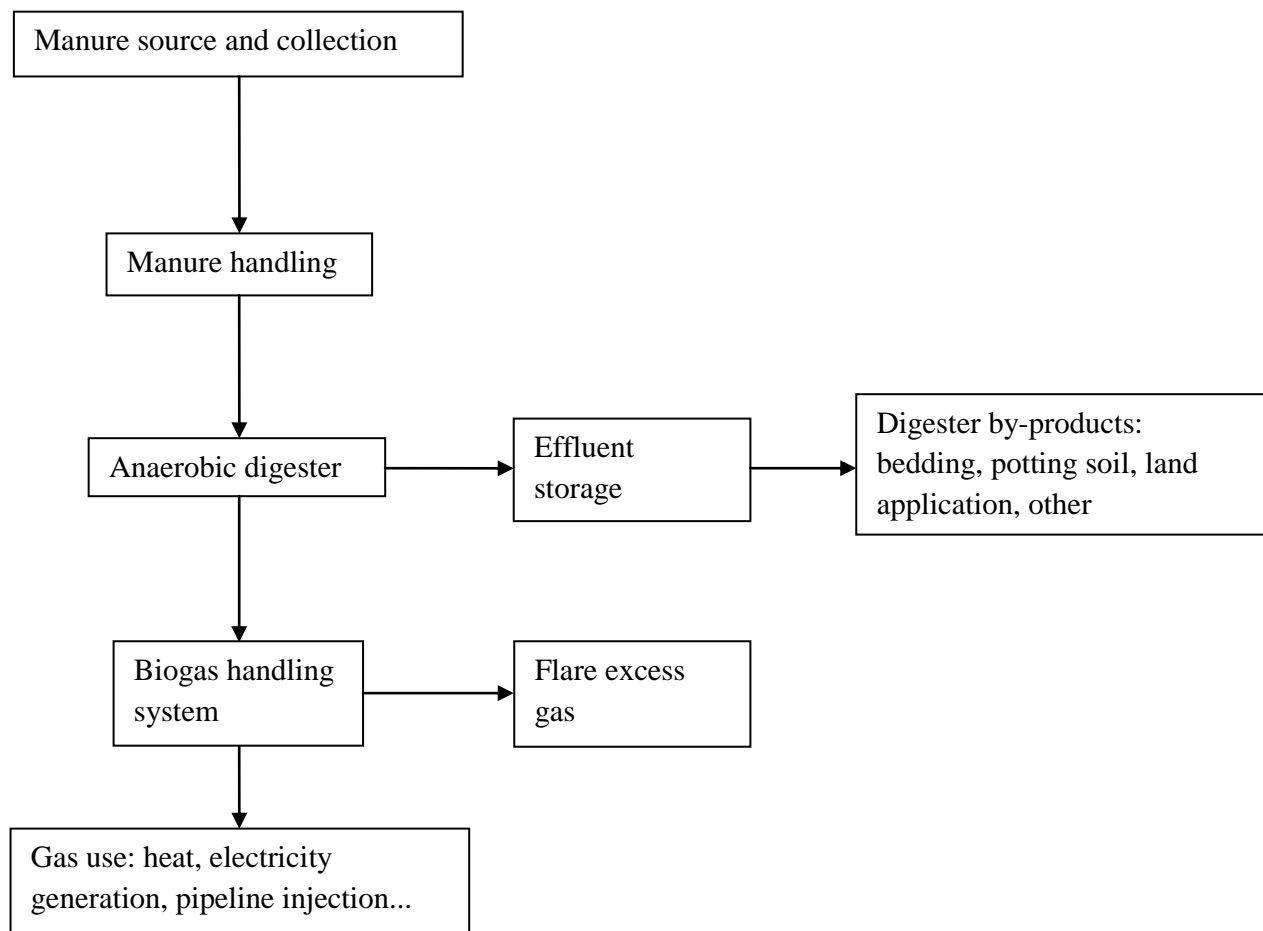 Manure source and collection
Manure handling
Anaerobic digester
Effluent
storage
Digester by-products:
bedding, potting soil, land
application, other
Biogas handling
system
Flare excess
gas
Gas use: heat, electricity
generation, pipeline injection...